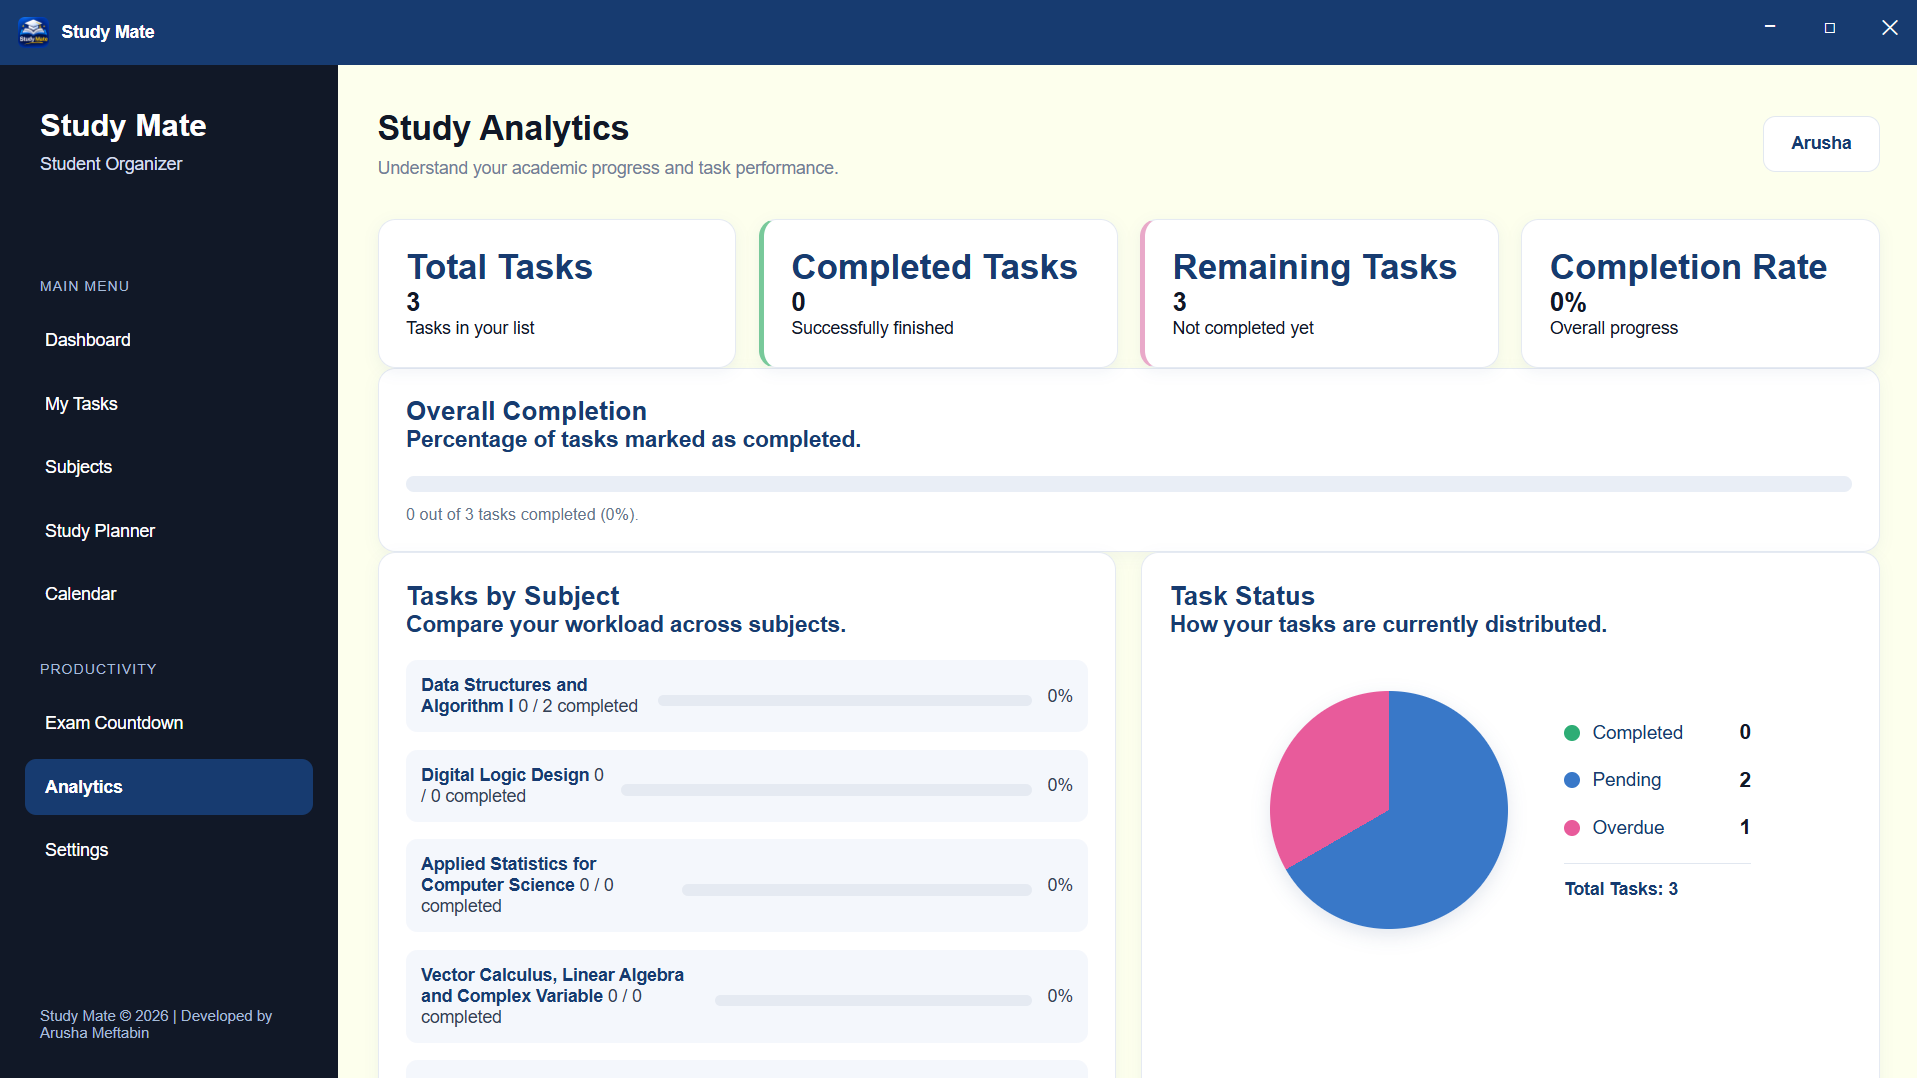 Study Mate
Study Mate
Student Organizer
MAIN MENU
Dashboard
My Tasks
Subjects
Study Planner
Calendar
PRODUCTIVITY
Exam Countdown
Analytics
Settings
Study Mate © 2026 | Developed by
Arusha Meftabin
Study Analytics
Understand your academic progress and task performance.
Arusha
Total Tasks
3
Tasks in your list
Completed Tasks
0
Successfully finished
Remaining Tasks
3
Not completed yet
Completion Rate
0%
Overall progress
Overall Completion
Percentage of tasks marked as completed.
0 out of 3 tasks completed (0%).
Tasks by Subject
Compare your workload across subjects.
Data Structures and
Algorithm I 0 / 2 completed
0%
Digital Logic Design 0
/ 0 completed
0%
Applied Statistics for
Computer Science 0 / 0
completed
0%
Vector Calculus, Linear Algebra
and Complex Variable 0 / 0
completed
0%
Task Status
How your tasks are currently distributed.
Completed 0
Pending 2
Overdue 1
Total Tasks: 3